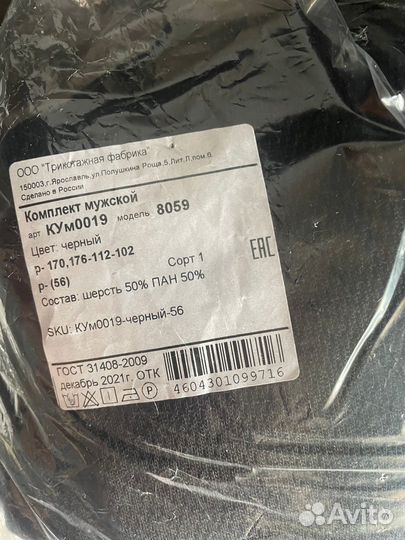 ООО "Трикотажная фабрика"
150003,г.Ярославль,ул.Полушкина Роща,5,Лит.Л,пом.9.
Сделано в России
Комплект мужской
арт КУм0019 модель 8059
Цвет: черный
р- 170,176-112-102
р- (56) Сорт 1
Состав: шерсть 50% ПАН 50%
EAC
SKU: КУм0019-черный-56
ГОСТ 31408-2009
декабрь 2021г. ОТК
4604301099716
P
Avito